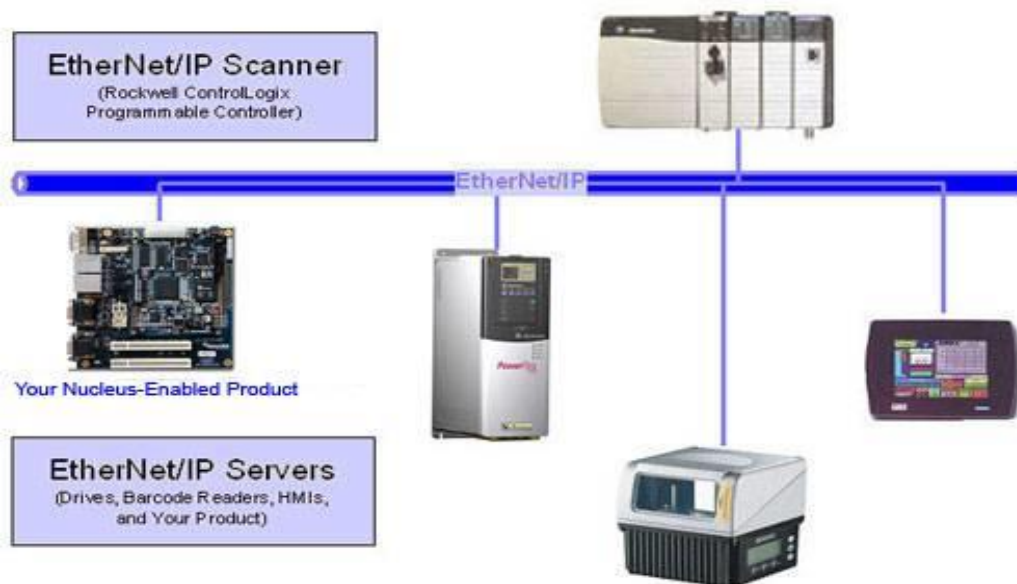 EtherNet/IP Scanner
(Rockwell ControlLogix
Programmable Controller)
EtherNet/IP
Your Nucleus-Enabled Product
PowerFlex
EtherNet/IP Servers
(Drives, Barcode Readers, HMIs,
and Your Product)